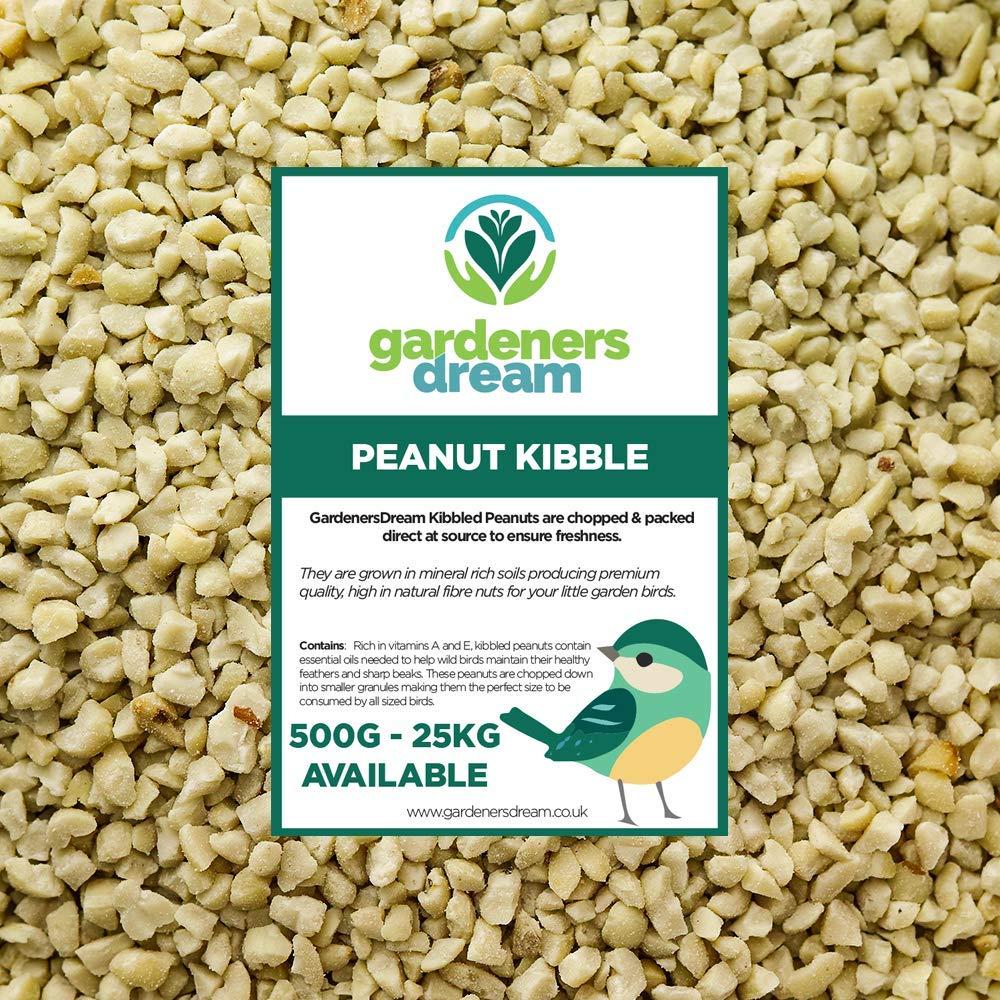 gardeners
dream
PEANUT KIBBLE
GardenersDream Kibbled Peanuts are chopped & packed
direct at source to ensure freshness.
They are grown in mineral rich soils producing premium
quality, high in natural fibre nuts for your little garden birds.
Contains: Rich in vitamins A and E, kibbled peanuts contain
essential oils needed to help wild birds maintain their healthy
feathers and sharp beaks. These peanuts are chopped down
into smaller granules making them the perfect size to be
consumed by all sized birds.
500G - 25KG
AVAILABLE
www.gardenersdream.co.uk